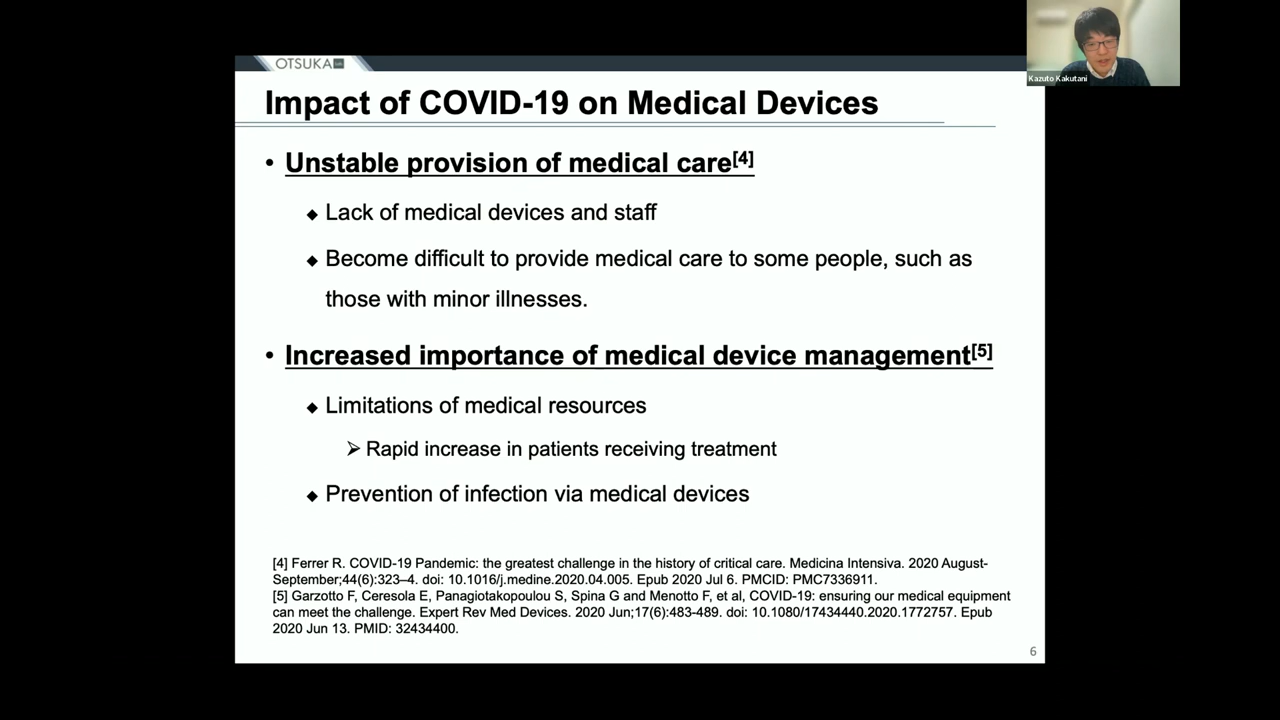 Kazuto Kakutani
OTSUKA
Impact of COVID-19 on Medical Devices
• Unstable provision of medical care[4]
◆ Lack of medical devices and staff
◆ Become difficult to provide medical care to some people, such as
those with minor illnesses.
• Increased importance of medical device management[5]
◆ Limitations of medical resources
➢ Rapid increase in patients receiving treatment
◆ Prevention of infection via medical devices
[4] Ferrer R. COVID-19 Pandemic: the greatest challenge in the history of critical care. Medicina Intensiva. 2020 August-
September;44(6):323–4. doi: 10.1016/j.medine.2020.04.005. Epub 2020 Jul 6. PMCID: PMC7336911.
[5] Garzotto F, Ceresola E, Panagiotakopoulou S, Spina G and Menotto F, et al, COVID-19: ensuring our medical equipment
can meet the challenge. Expert Rev Med Devices. 2020 Jun;17(6):483-489. doi: 10.1080/17434440.2020.1772757. Epub
2020 Jun 13. PMID: 32434400.
6